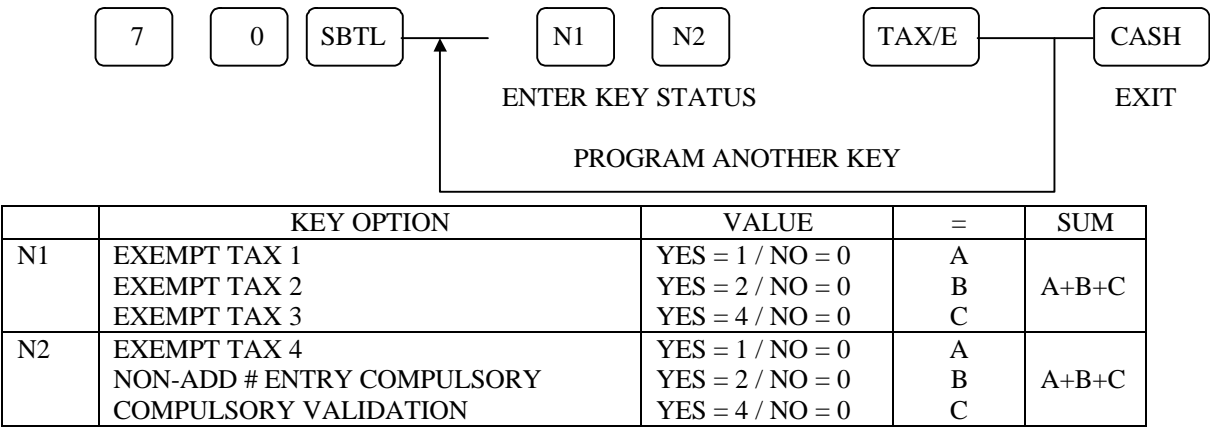 7 0 SBTL N1 N2 TAX/E CASH
ENTER KEY STATUS EXIT
PROGRAM ANOTHER KEY
KEY OPTION VALUE = SUM
N1 EXEMPT TAX 1 YES = 1 / NO = 0 A
EXEMPT TAX 2 YES = 2 / NO = 0 B A+B+C
EXEMPT TAX 3 YES = 4 / NO = 0 C
N2 EXEMPT TAX 4 YES = 1 / NO = 0 A
NON-ADD # ENTRY COMPULSORY YES = 2 / NO = 0 B A+B+C
COMPULSORY VALIDATION YES = 4 / NO = 0 C